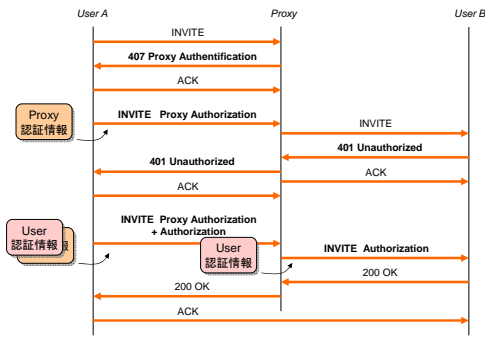 User A
Proxy
User B
INVITE
407 Proxy Authentification
ACK
Proxy
認証情報
INVITE Proxy Authorization
INVITE
401 Unauthorized
401 Unauthorized
ACK
ACK
INVITE Proxy Authorization
+ Authorization
User
認証情報
報
User
認証情報
INVITE Authorization
200 OK
200 OK
ACK